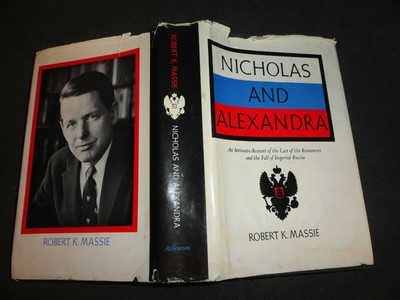 ROBERT K. MASSIE
ROBERT K. MASSIE
NICHOLAS AND ALEXANDRA
Atheneum
NICHOLAS
AND
ALEXANDRA
An Intimate Account of the Last of the Romanovs
and the Fall of Imperial Russia
ROBERT K. MASSIE